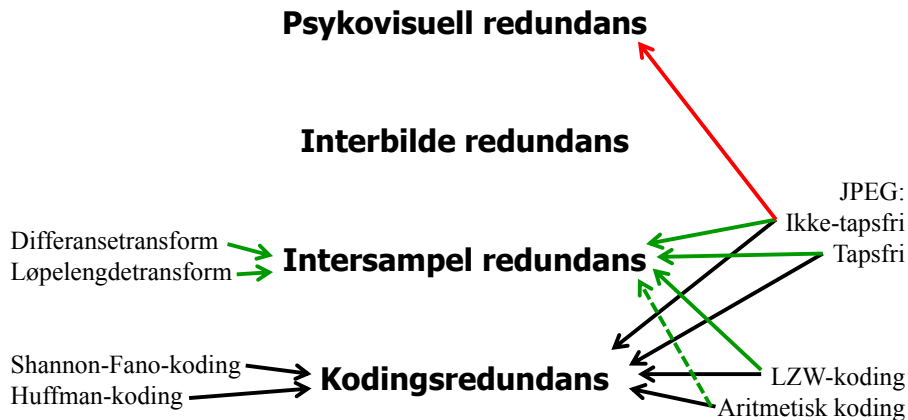 Psykovisuell redundans
Interbilde redundans
JPEG:
Ikke-tapsfri
Tapsfri
Differansetransform
Løpelengdetransform
Intersampel redundans
Shannon-Fano-koding
Huffman-koding
Kodingsredundans
LZW-koding
Aritmetisk koding